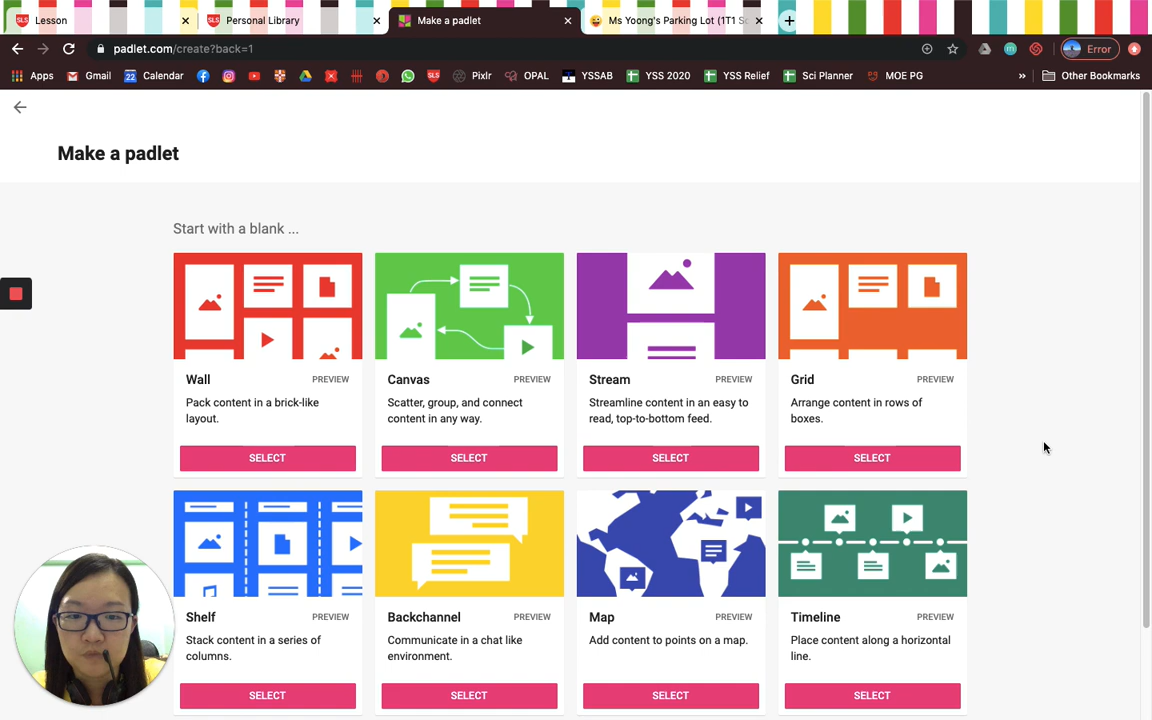 SLS Lesson
SLS Personal Library
Make a padlet
Ms Yoong's Parking Lot (1T1 Sc
padlet.com/create?back=1
Error
Apps
Gmail
22 Calendar
SLS
Pixlr
OPAL
YSSAB
YSS 2020
YSS Relief
Sci Planner
MOE PG
»
Other Bookmarks
Make a padlet
Start with a blank ...
Wall PREVIEW
Pack content in a brick-like
layout.
SELECT
Canvas PREVIEW
Scatter, group, and connect
content in any way.
SELECT
Stream PREVIEW
Streamline content in an easy to
read, top-to-bottom feed.
SELECT
Grid PREVIEW
Arrange content in rows of
boxes.
SELECT
Shelf PREVIEW
Stack content in a series of
columns.
SELECT
Backchannel PREVIEW
Communicate in a chat like
environment.
SELECT
Map PREVIEW
Add content to points on a map.
SELECT
Timeline PREVIEW
Place content along a horizontal
line.
SELECT